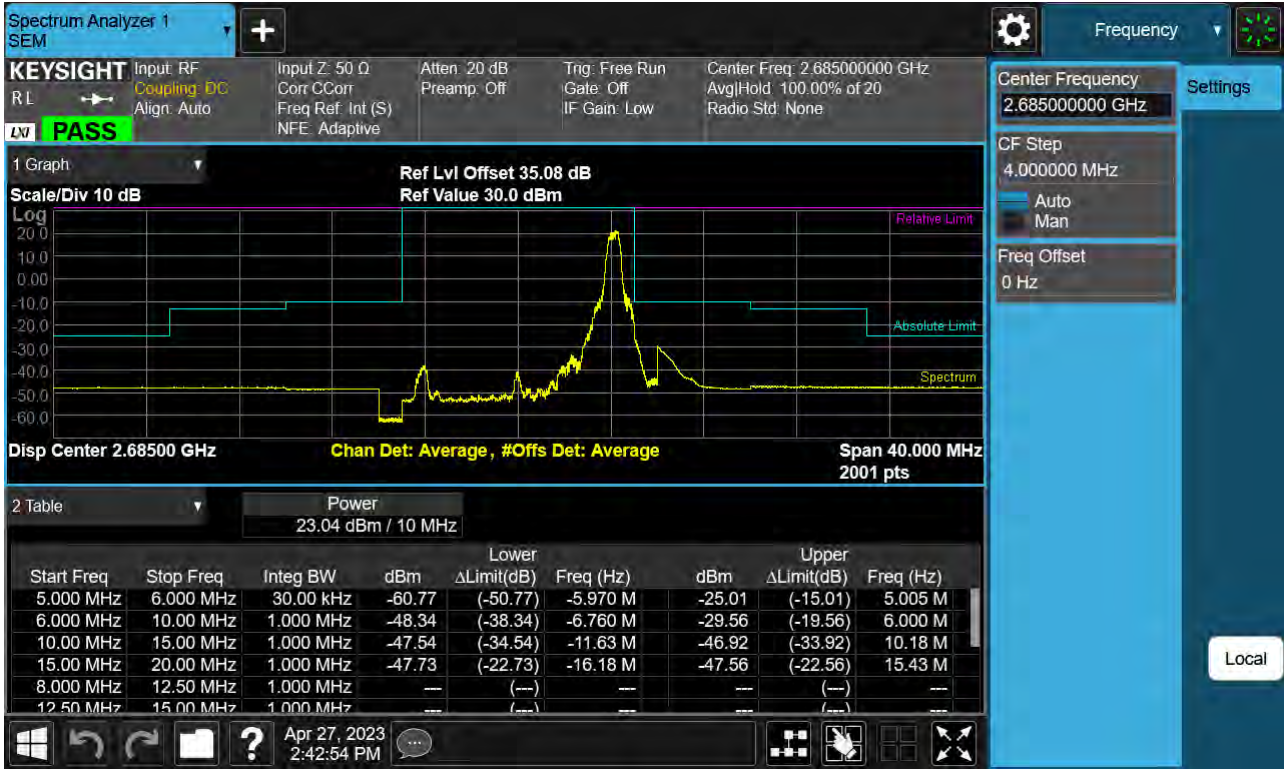 Spectrum Analyzer 1
SEM
Frequency
KEYSIGHT
R L
LXI
PASS
Input: RF
Coupling: DC
Align: Auto
Input Z: 50 Ω
Corr CCorr
Freq Ref: Int (S)
NFE: Adaptive
Atten: 20 dB
Preamp: Off
Trig: Free Run
Gate: Off
IF Gain: Low
Center Freq: 2.685000000 GHz
Avg|Hold: 100.00% of 20
Radio Std: None
Center Frequency
2.685000000 GHz
Settings
CF Step
4.000000 MHz
Auto
Man
Freq Offset
0 Hz
1 Graph
Scale/Div 10 dB
Ref Lvl Offset 35.08 dB
Ref Value 30.0 dBm
Log
20.0
10.0
0.00
-10.0
-20.0
-30.0
-40.0
-50.0
-60.0
Relative Limit
Absolute Limit
Spectrum
Disp Center 2.68500 GHz
Chan Det: Average, #Offs Det: Average
Span 40.000 MHz
2001 pts
2 Table
Power
23.04 dBm / 10 MHz
Lower Upper
Start Freq Stop Freq Integ BW dBm ΔLimit(dB) Freq (Hz) dBm ΔLimit(dB) Freq (Hz)
5.000 MHz 6.000 MHz 30.00 kHz -60.77 (-50.77) -5.970 M -25.01 (-15.01) 5.005 M
6.000 MHz 10.00 MHz 1.000 MHz -48.34 (-38.34) -6.760 M -29.56 (-19.56) 6.000 M
10.00 MHz 15.00 MHz 1.000 MHz -47.54 (-34.54) -11.63 M -46.92 (-33.92) 10.18 M
15.00 MHz 20.00 MHz 1.000 MHz -47.73 (-22.73) -16.18 M -47.56 (-22.56) 15.43 M
8.000 MHz 12.50 MHz 1.000 MHz --- (---) --- --- (---) ---
12.50 MHz 15.00 MHz 1.000 MHz --- (---) --- --- (---) ---
Local
Apr 27, 2023
2:42:54 PM